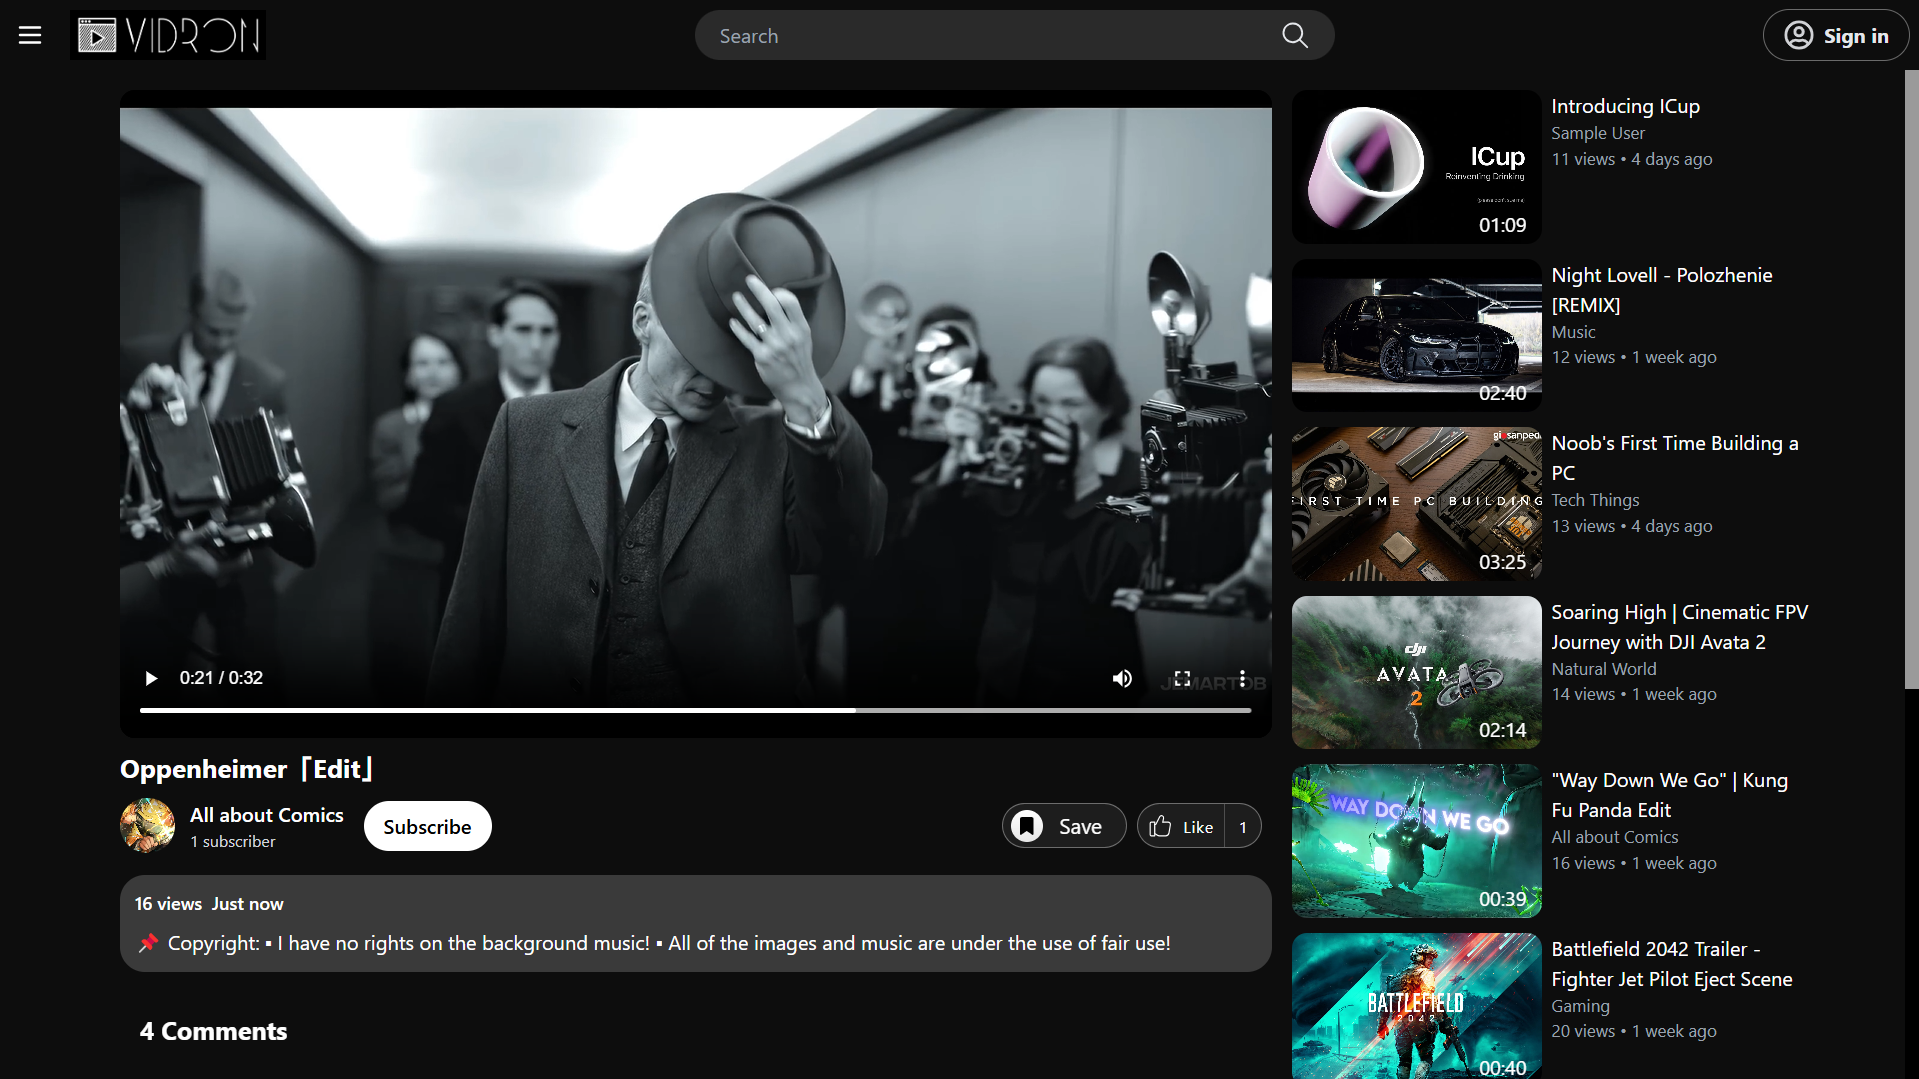 VIDRON
Search
Sign in
JEMARTOB
0:21 / 0:32
Oppenheimer「Edit」
All about Comics
1 subscriber
Subscribe
Save
Like
1
16 views Just now
📌 Copyright: ▪ I have no rights on the background music! ▪ All of the images and music are under the use of fair use!
4 Comments
ICup
Reinventing Drinking
01:09
Introducing ICup
Sample User
11 views • 4 days ago
02:40
Night Lovell - Polozhenie
[REMIX]
Music
12 views • 1 week ago
FIRST TIME PC BUILDING
03:25
Noob's First Time Building a
PC
Tech Things
13 views • 4 days ago
dji
AVATA
2
02:14
Soaring High | Cinematic FPV
Journey with DJI Avata 2
Natural World
14 views • 1 week ago
WAY DOWN WE GO
00:39
"Way Down We Go" | Kung
Fu Panda Edit
All about Comics
16 views • 1 week ago
BATTLEFIELD
2042
00:40
Battlefield 2042 Trailer -
Fighter Jet Pilot Eject Scene
Gaming
20 views • 1 week ago